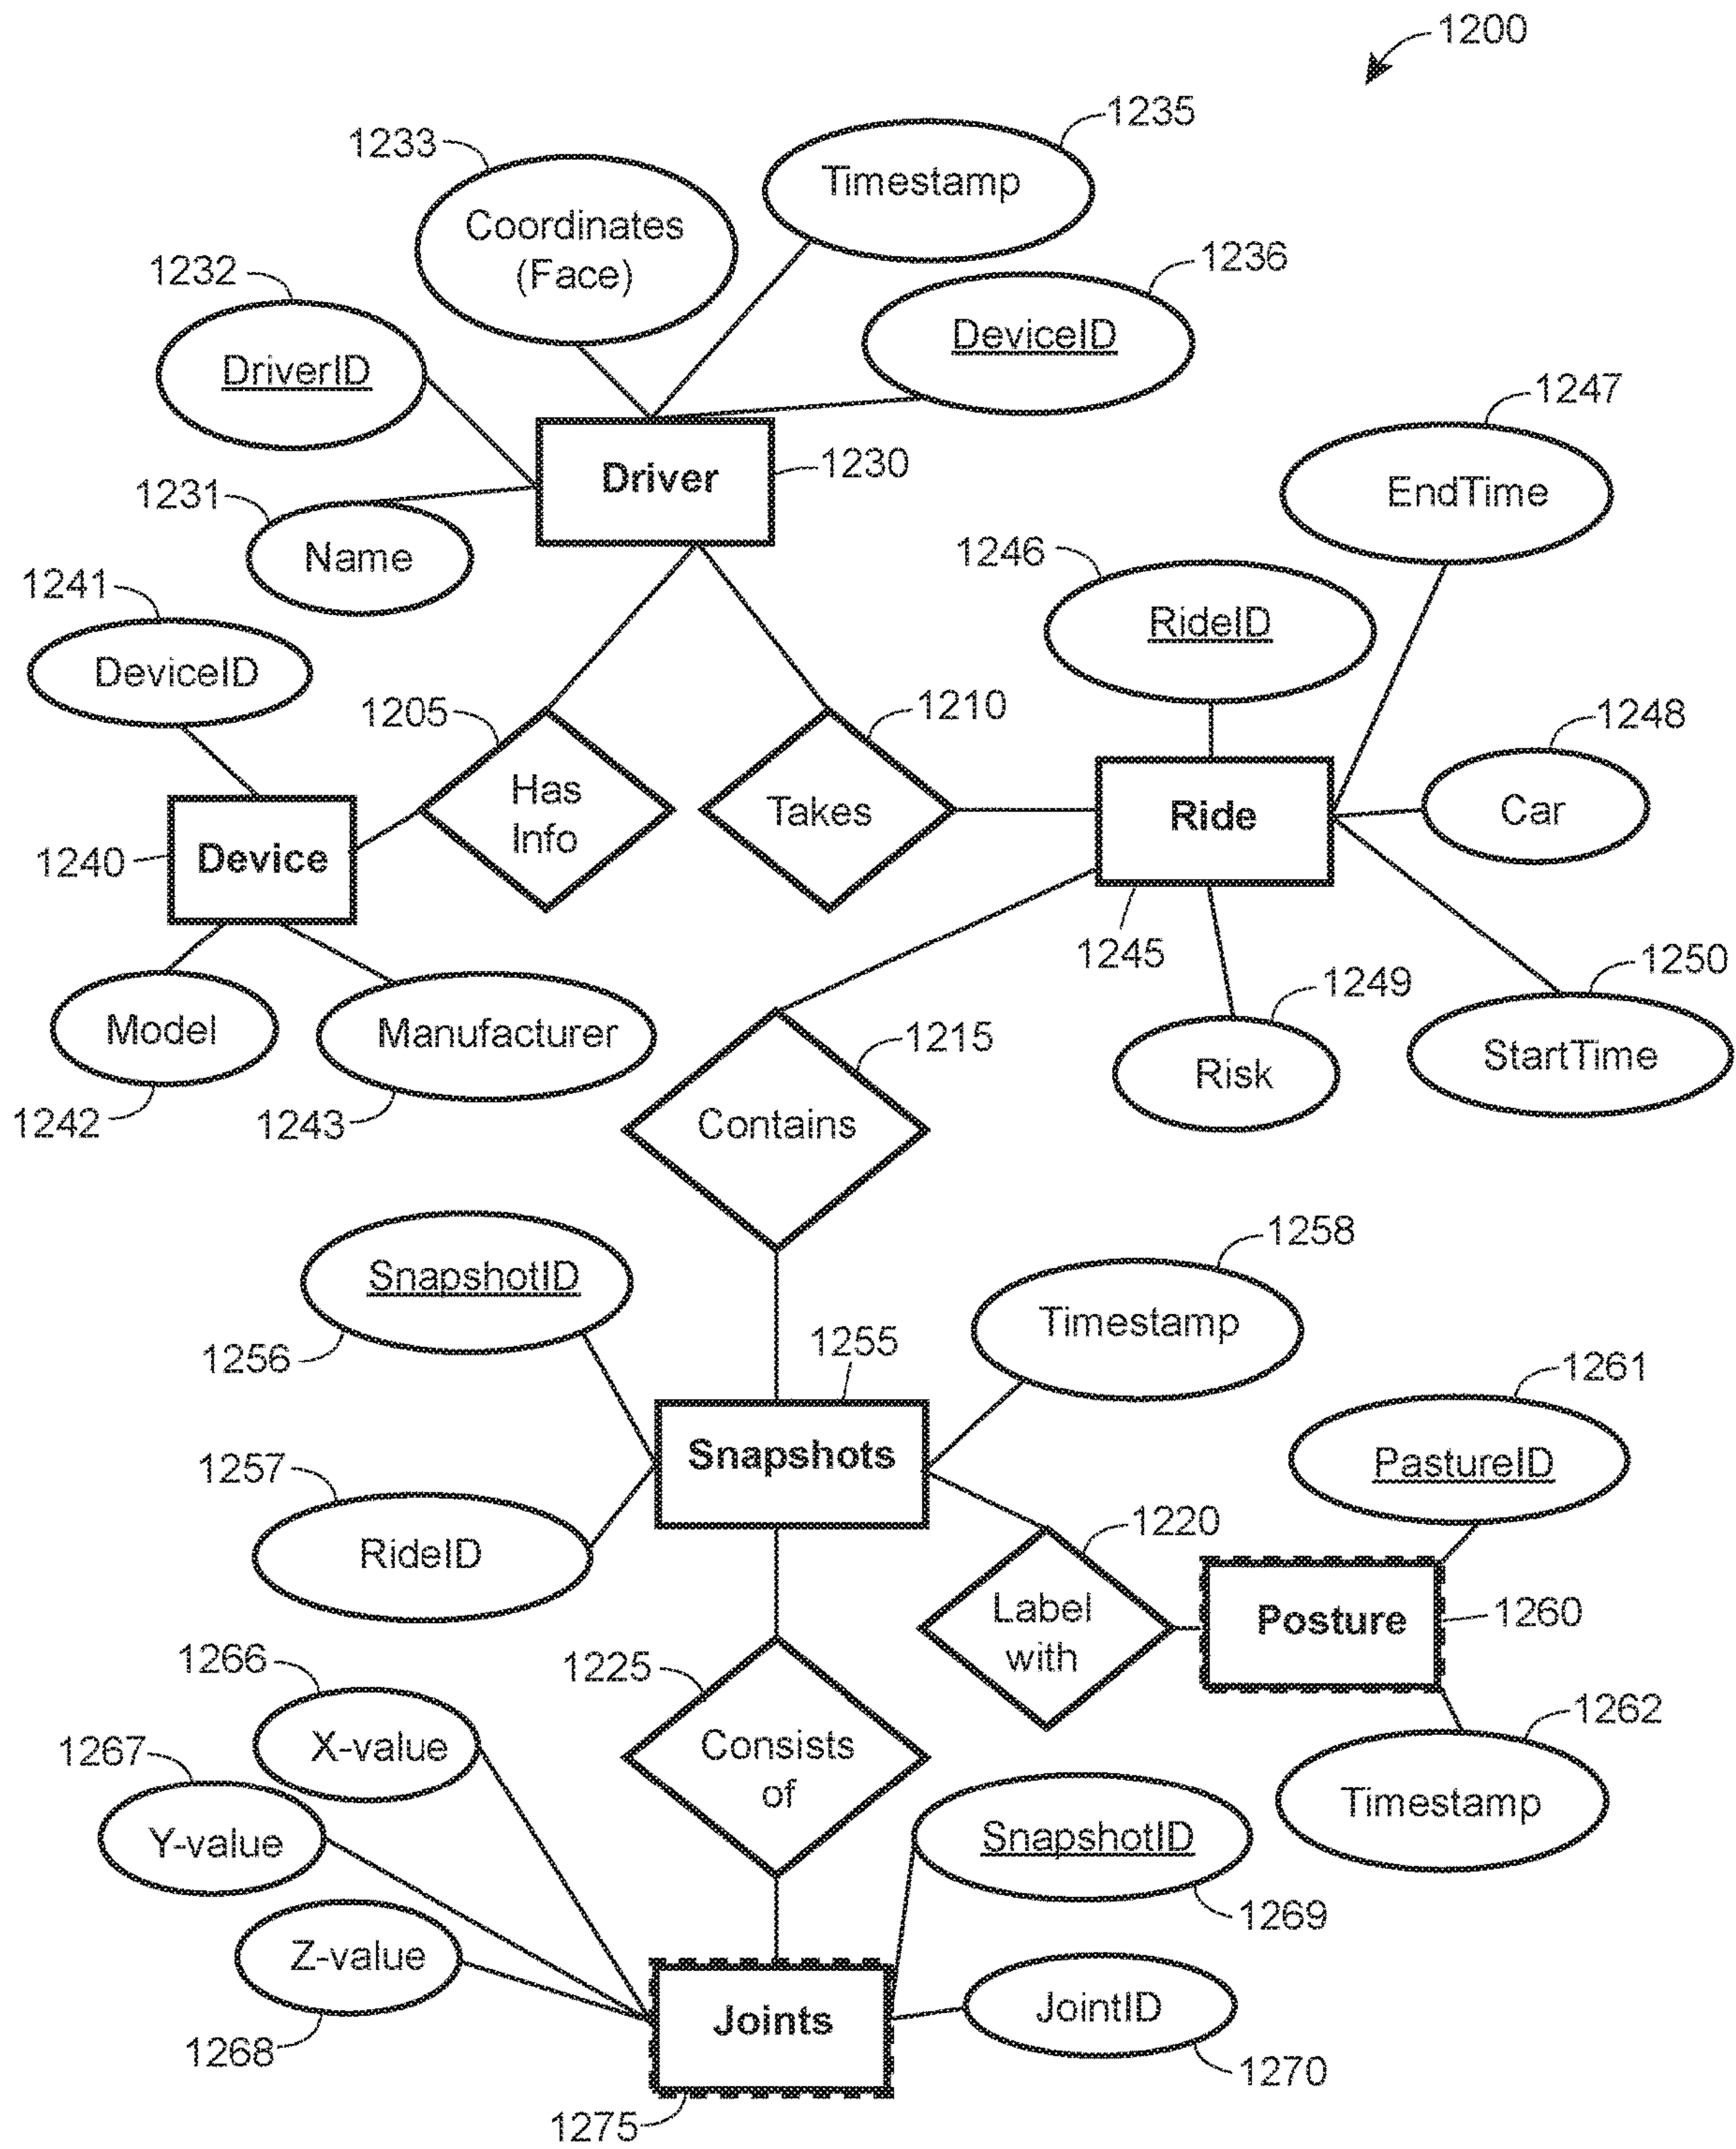 1200
1235
1233
Timestamp
Coordinates
(Face)
1236
1232
DeviceID
DriverID
1247
Driver
1230
EndTime
1231
Name
1246
1241
RideID
DeviceID
1205
1210
1248
Has
Info
Takes
Ride
Car
1240
Device
1245
1250
1249
Model
Manufacturer
1215
StartTime
Risk
1242
1243
Contains
1258
SnapshotID
Timestamp
1256
1255
1261
Snapshots
PastureID
1257
1220
RideID
Label
with
Posture
1260
1266
1225
1262
1267
X-value
Consists
of
Timestamp
Y-value
SnapshotID
1269
Z-value
Joints
JointID
1268
1270
1275